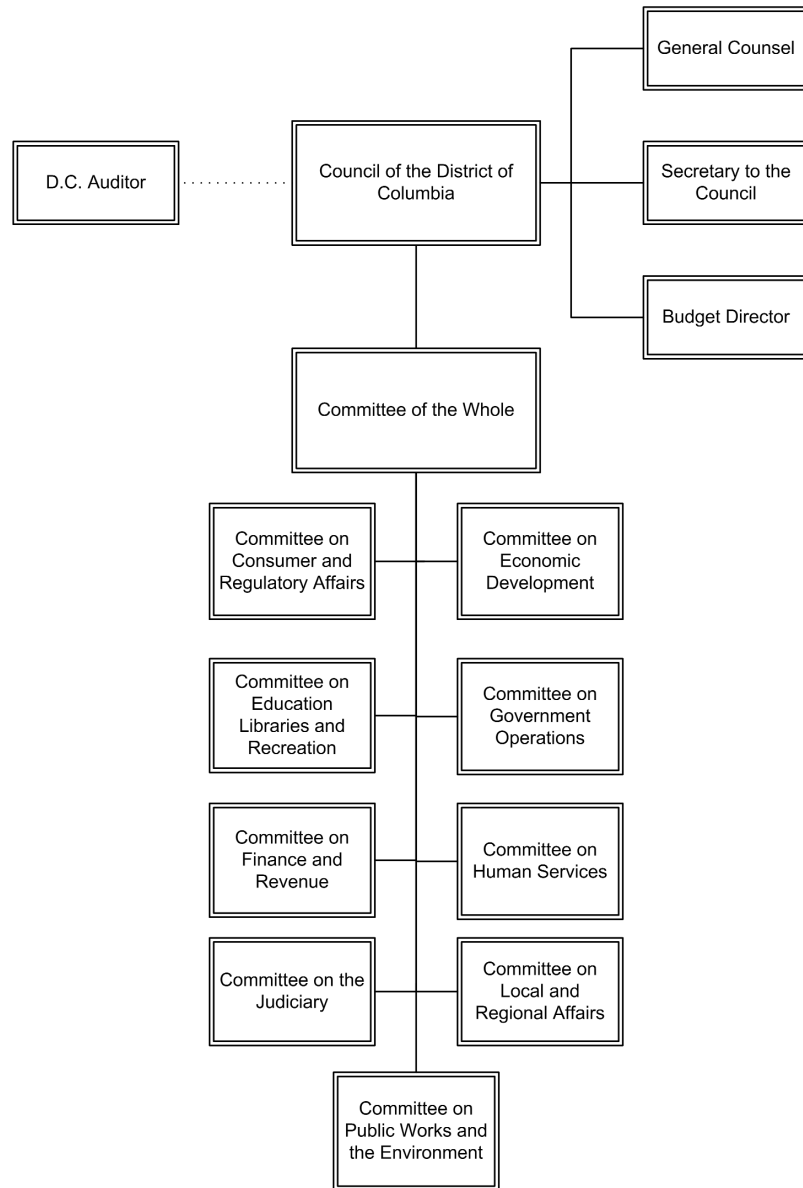 General Counsel
D.C. Auditor
Council of the District of
Columbia
Secretary to the
Council
Budget Director
Committee of the Whole
Committee on
Consumer and
Regulatory Affairs
Committee on
Economic
Development
Committee on
Education
Libraries and
Recreation
Committee on
Government
Operations
Committee on
Finance and
Revenue
Committee on
Human Services
Committee on the
Judiciary
Committee on
Local and
Regional Affairs
Committee on
Public Works and
the Environment